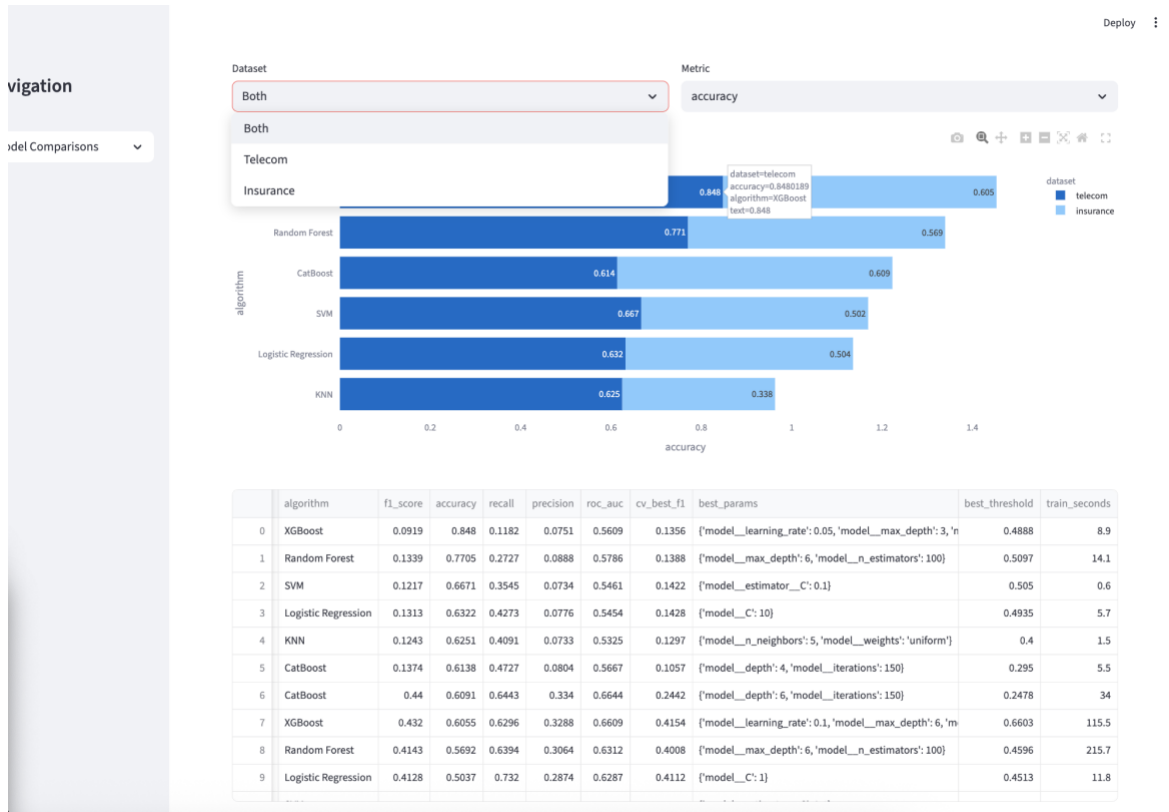 Deploy
vigation
odel Comparisons
Dataset
Metric
Both
accuracy
Both
Telecom
Insurance
dataset=telecom
accuracy=0.8480189
algorithm=XGBoost
text=0.848
0.848
0.605
dataset
telecom
insurance
Random Forest 0.771 0.569
CatBoost 0.614 0.609
algorithm
SVM 0.667 0.502
Logistic Regression 0.632 0.504
KNN 0.625 0.338
0 0.2 0.4 0.6 0.8 1 1.2 1.4
accuracy
algorithm f1_score accuracy recall precision roc_auc cv_best_f1 best_params best_threshold train_seconds
0 XGBoost 0.0919 0.848 0.1182 0.0751 0.5609 0.1356 {'model__learning_rate': 0.05, 'model__max_depth': 3, 'n 0.4888 8.9
1 Random Forest 0.1339 0.7705 0.2727 0.0888 0.5786 0.1388 {'model__max_depth': 6, 'model__n_estimators': 100} 0.5097 14.1
2 SVM 0.1217 0.6671 0.3545 0.0734 0.5461 0.1422 {'model__estimator__C': 0.1} 0.505 0.6
3 Logistic Regression 0.1313 0.6322 0.4273 0.0776 0.5454 0.1428 {'model__C': 10} 0.4935 5.7
4 KNN 0.1243 0.6251 0.4091 0.0733 0.5325 0.1297 {'model__n_neighbors': 5, 'model__weights': 'uniform'} 0.4 1.5
5 CatBoost 0.1374 0.6138 0.4727 0.0804 0.5667 0.1057 {'model__depth': 4, 'model__iterations': 150} 0.295 5.5
6 CatBoost 0.44 0.6091 0.6443 0.334 0.6644 0.2442 {'model__depth': 6, 'model__iterations': 150} 0.2478 34
7 XGBoost 0.432 0.6055 0.6296 0.3288 0.6609 0.4154 {'model__learning_rate': 0.1, 'model__max_depth': 6, 'm 0.6603 115.5
8 Random Forest 0.4143 0.5692 0.6394 0.3064 0.6312 0.4008 {'model__max_depth': 6, 'model__n_estimators': 100} 0.4596 215.7
9 Logistic Regression 0.4128 0.5037 0.732 0.2874 0.6287 0.4112 {'model__C': 1} 0.4513 11.8